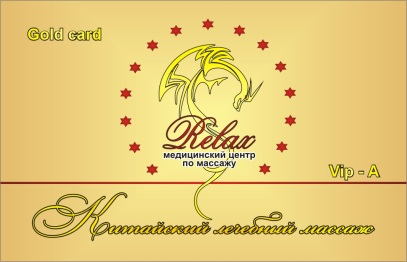 Gold card
Relax
медицинский центр
по массажу
Vip - A
Китайский лечебный массаж